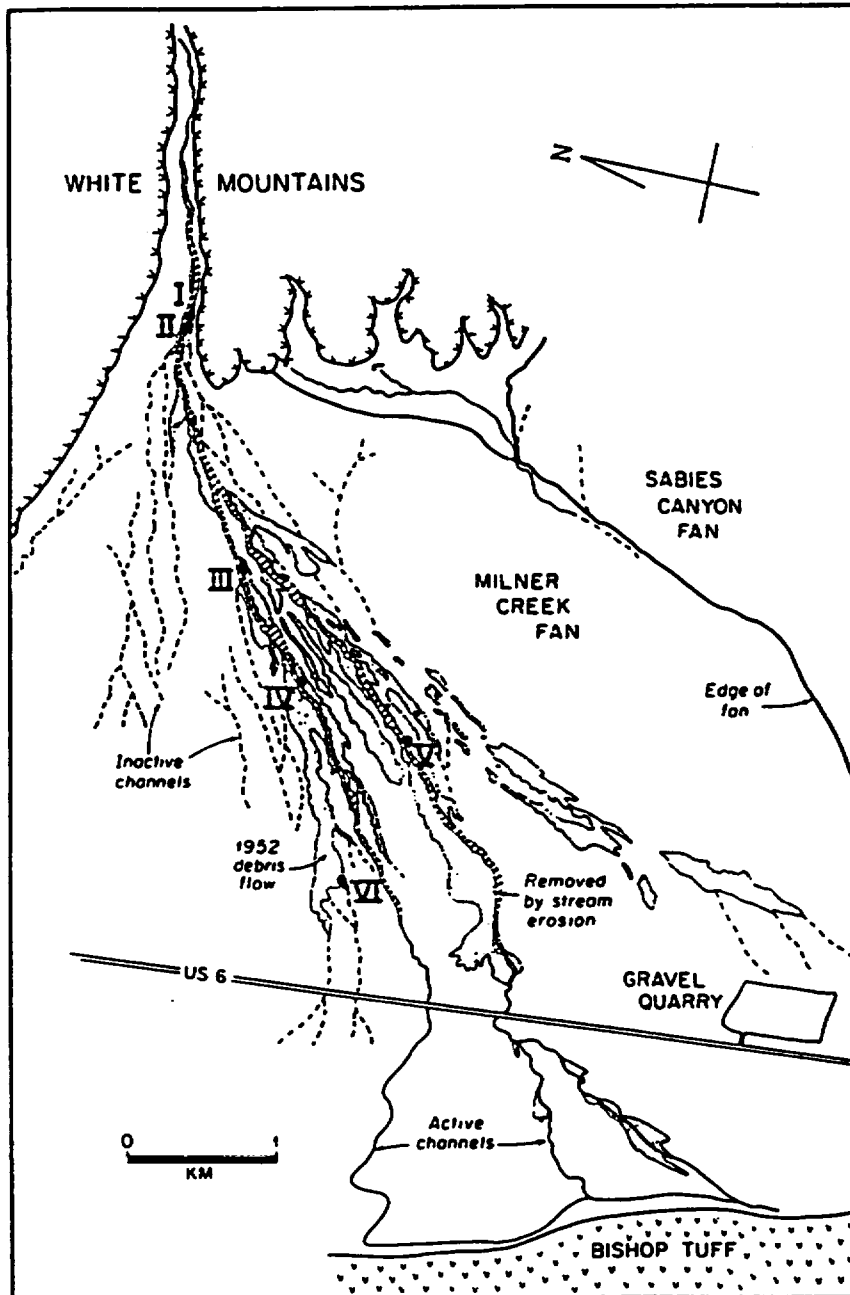 N
WHITE MOUNTAINS
I
II
SABIES
CANYON
FAN
MILNER
CREEK
FAN
III
Edge of
fan
IV
V
Inactive
channels
1952
debris
flow
VI
Removed
by stream
erosion
US 6
GRAVEL
QUARRY
Active
channels
0 1
KM
BISHOP TUFF